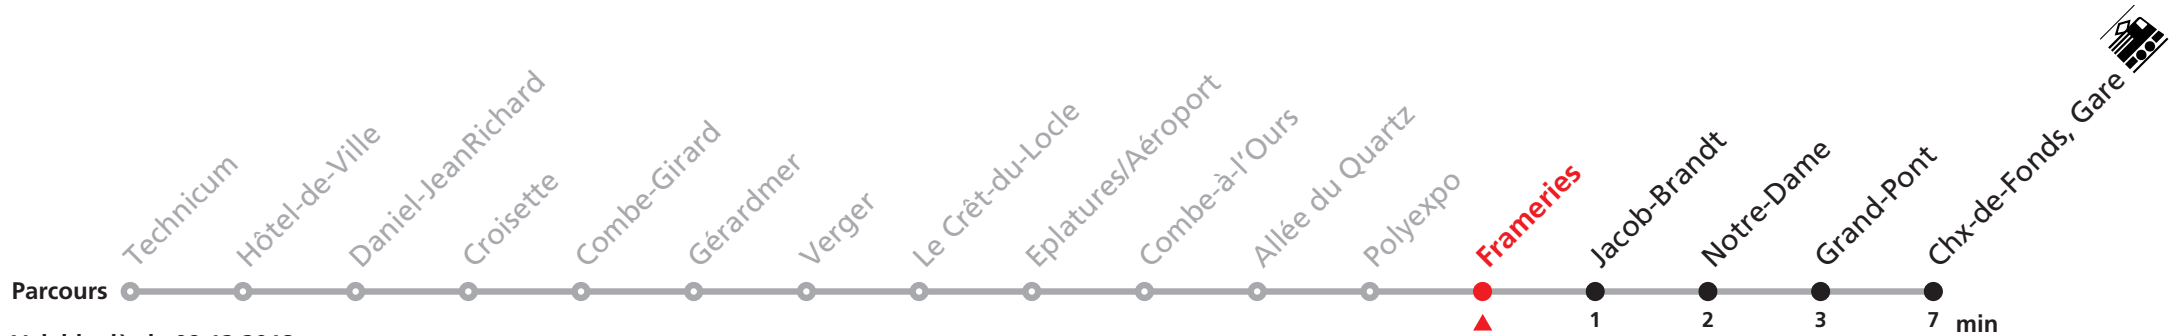 Technicum
Hôtel-de-Ville
Daniel-JeanRichard
Croisette
Combe-Girard
Gérardmer
Verger
Le Crêt-du-Locle
Eplatures/Aéroport
Combe-à-l'Ours
Allée du Quartz
Polyexpo
Frameries
Jacob-Brandt
Notre-Dame
Grand-Pont
Chx-de-Fonds, Gare
Parcours
1 2 3 7 min